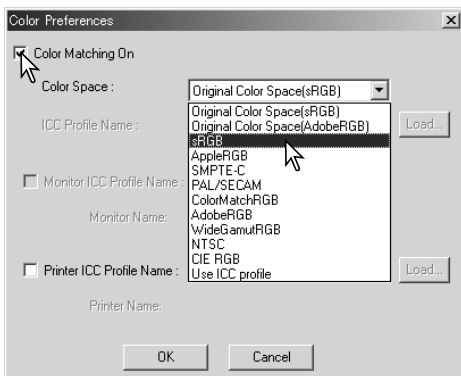 Color Preferences
Color Matching On
Color Space :
Original Color Space(sRGB)
Original Color Space(sRGB)
Original Color Space(AdobeRGB)
sRGB
AppleRGB
SMPTE-C
PAL/SECAM
ColorMatchRGB
AdobeRGB
WideGamutRGB
NTSC
CIE RGB
Use ICC profile
ICC Profile Name :
Load...
Monitor ICC Profile Name :
Monitor Name:
Printer ICC Profile Name :
Load...
Printer Name:
OK
Cancel